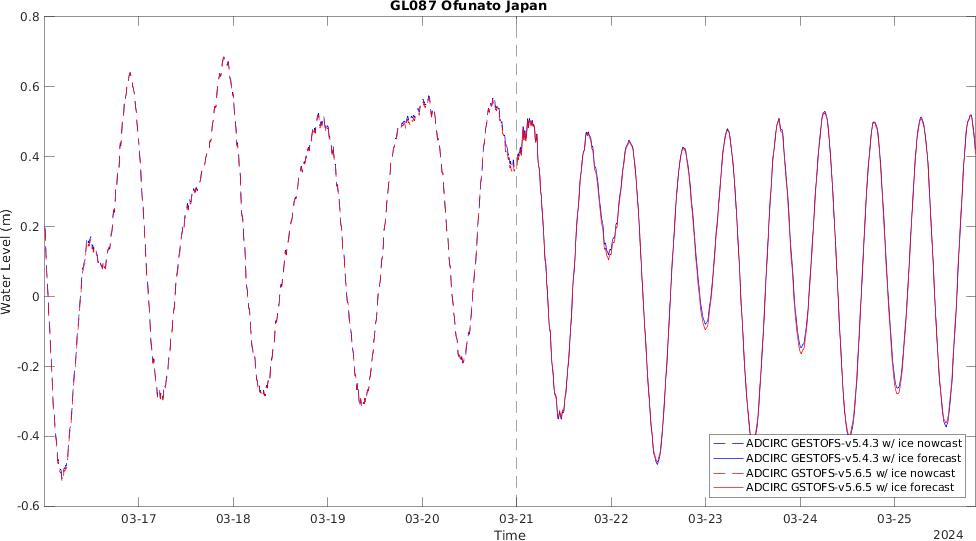 GL087 Ofunato Japan
0.8
0.6
0.4
0.2
0
-0.2
-0.4
-0.6
Water Level (m)
ADCIRC GESTOFS-v5.4.3 w/ ice nowcast
ADCIRC GESTOFS-v5.4.3 w/ ice forecast
ADCIRC GSTOFS-v5.6.5 w/ ice nowcast
ADCIRC GSTOFS-v5.6.5 w/ ice forecast
03-17 03-18 03-19 03-20 03-21 03-22 03-23 03-24 03-25
Time
2024